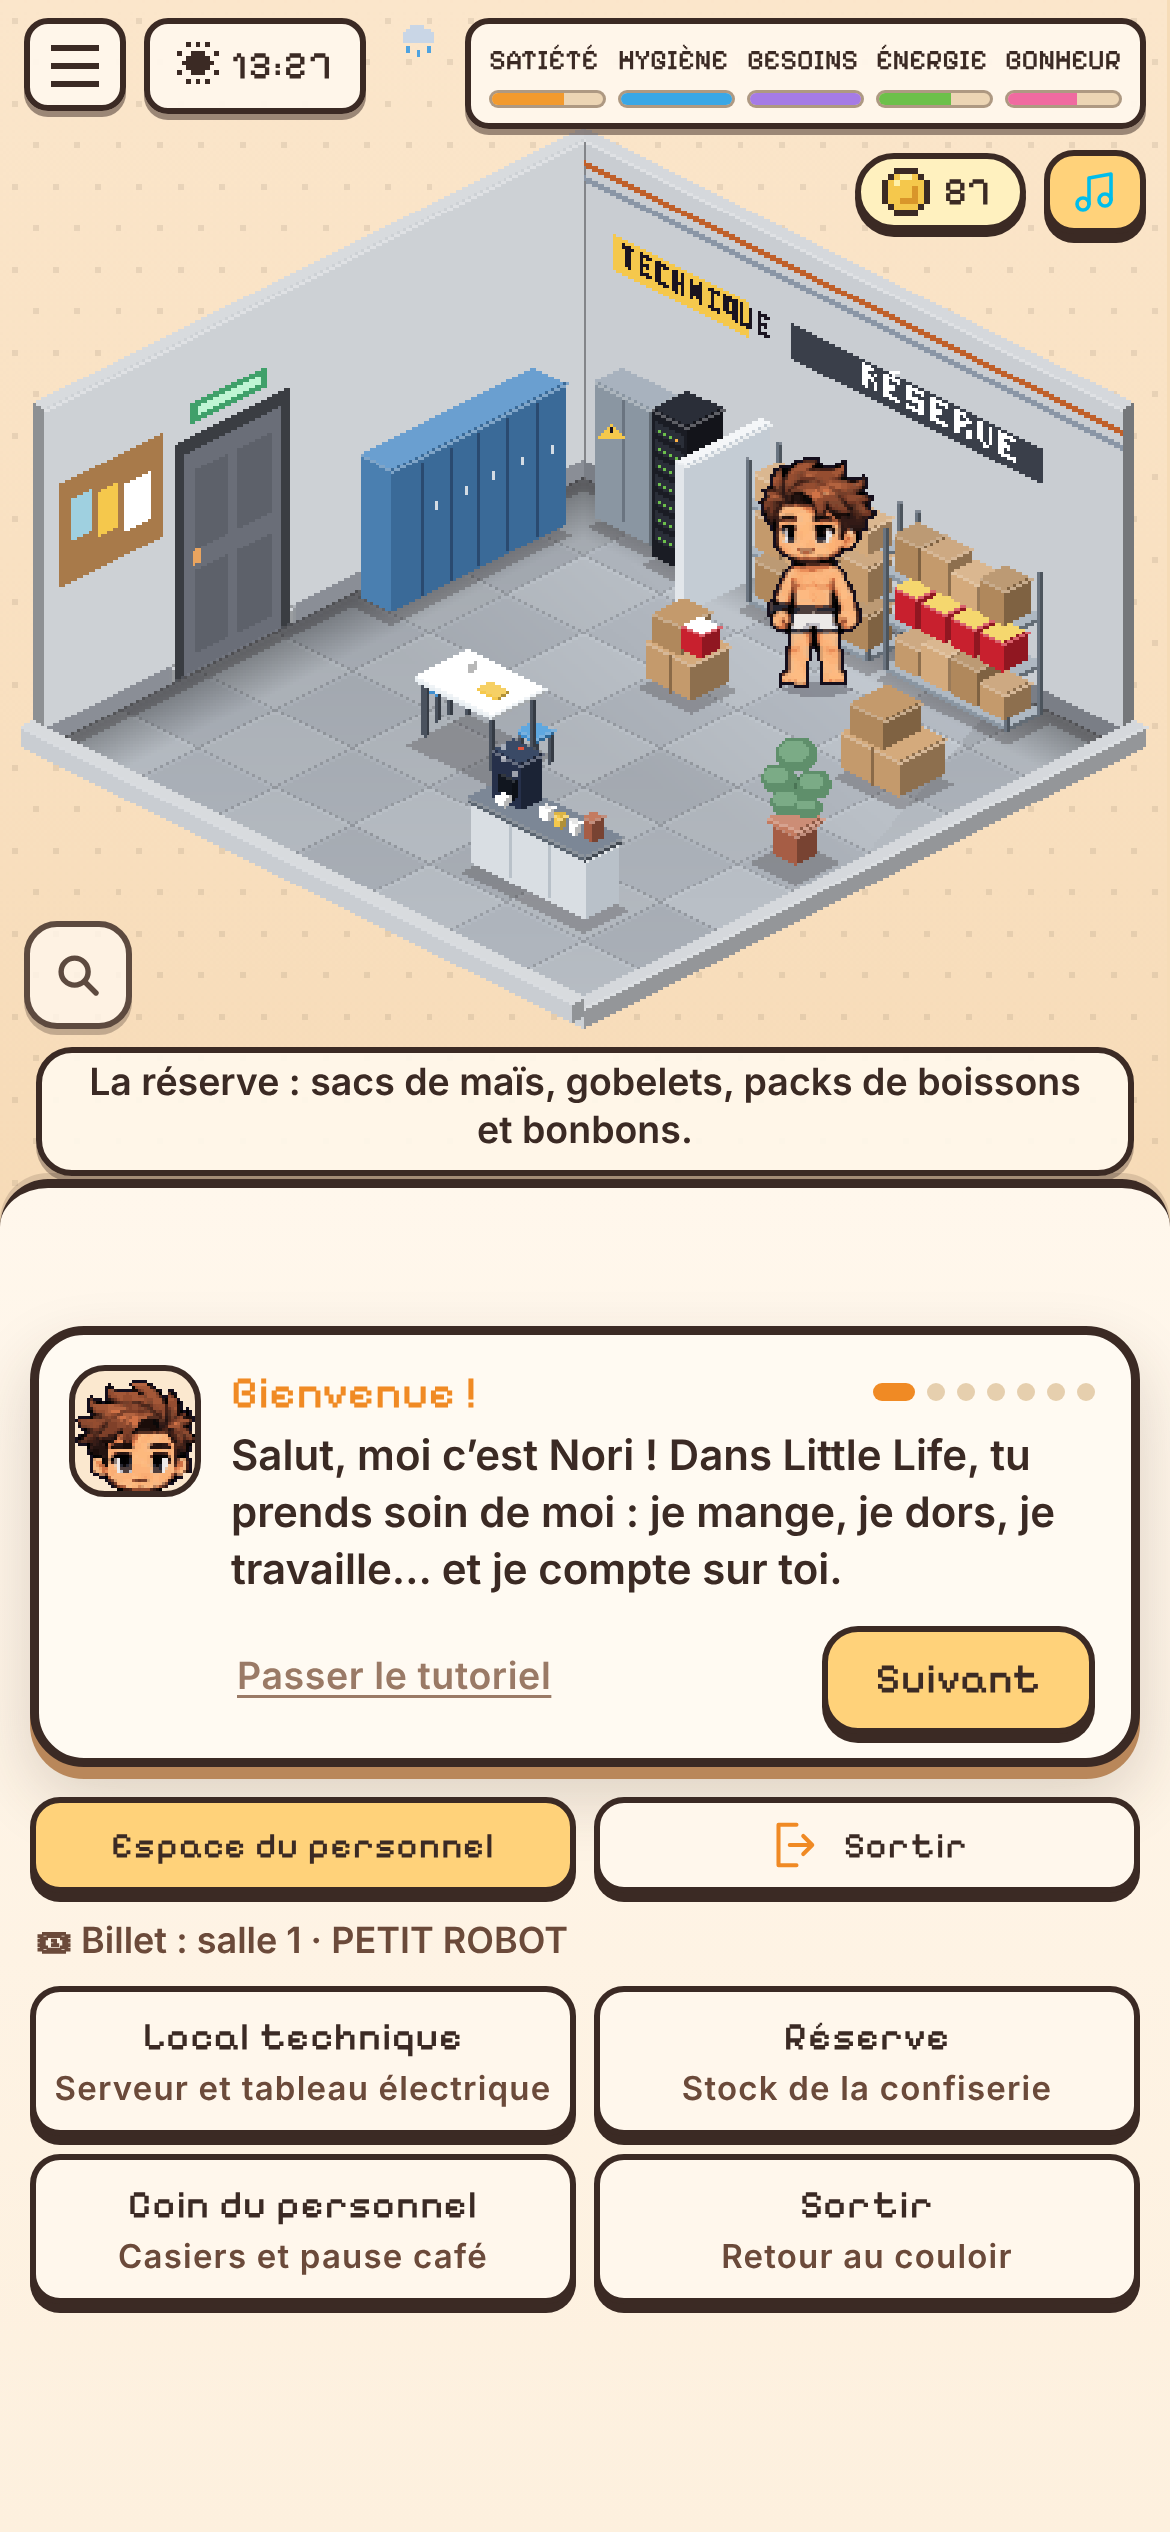 13:27
SATIÉTÉ HYGIÈNE BESOINS ÉNERGIE BONHEUR
87
TECHNIQUE
RÉSERVE
La réserve : sacs de maïs, gobelets, packs de boissons
et bonbons.
Bienvenue !
Salut, moi c’est Nori ! Dans Little Life, tu
prends soin de moi : je mange, je dors, je
travaille… et je compte sur toi.
Passer le tutoriel
Suivant
Espace du personnel
Sortir
Billet : salle 1 · PETIT ROBOT
Local technique
Serveur et tableau électrique
Réserve
Stock de la confiserie
Coin du personnel
Casiers et pause café
Sortir
Retour au couloir